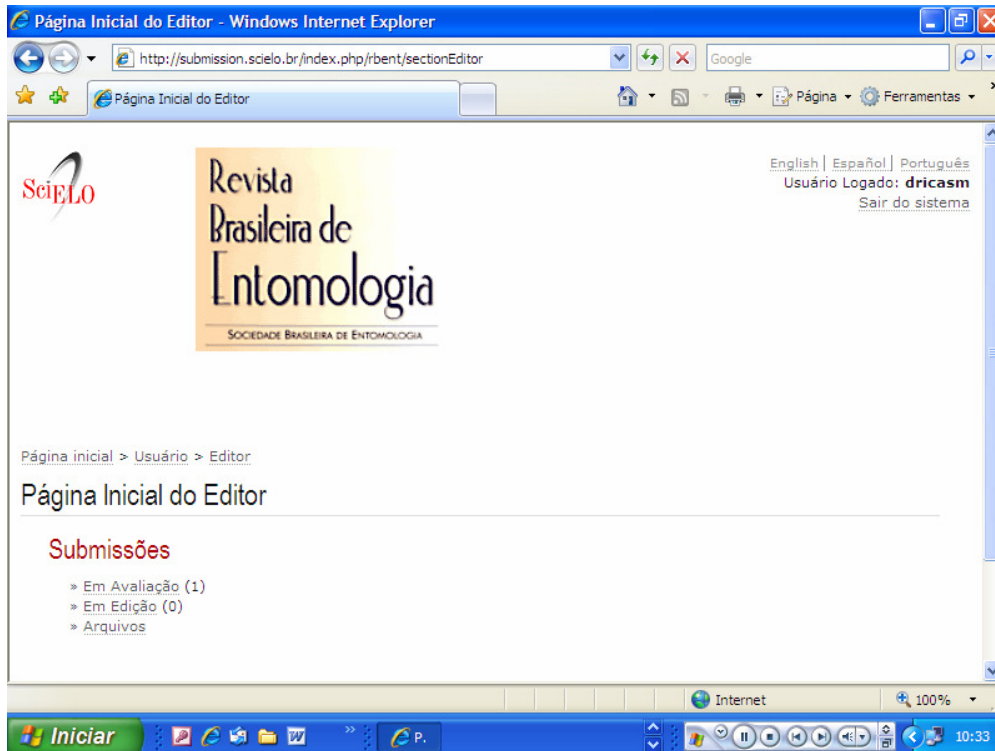 Página Inicial do Editor - Windows Internet Explorer
http://submission.scielo.br/index.php/rbent/sectionEditor
Google
Página Inicial do Editor
Página
Ferramentas
SciELO
Revista
Brasileira de
Entomologia
SOCIEDADE BRASILEIRA DE ENTOMOLOGIA
English | Español | Português
Usuário Logado: dricasm
Sair do sistema
Página inicial > Usuário > Editor
Página Inicial do Editor
Submissões
» Em Avaliação (1)
» Em Edição (0)
» Arquivos
Internet
100%
Iniciar
P.
10:33